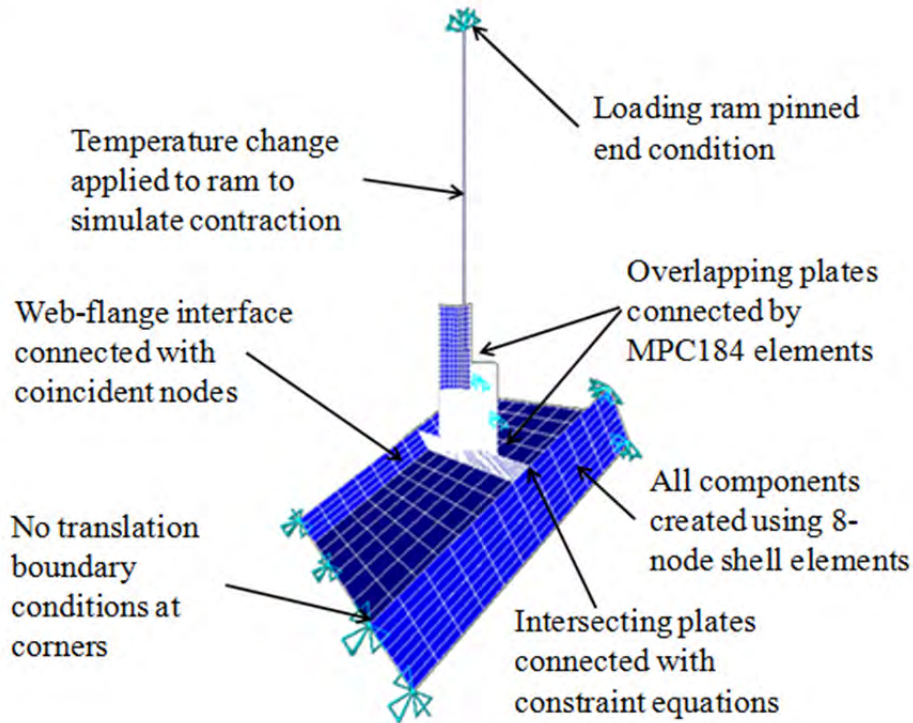 Loading ram pinned
end condition
Temperature change
applied to ram to
simulate contraction
Overlapping plates
connected by
MPC184 elements
Web-flange interface
connected with
coincident nodes
All components
created using 8-
node shell elements
No translation
boundary
conditions at
corners
Intersecting plates
connected with
constraint equations